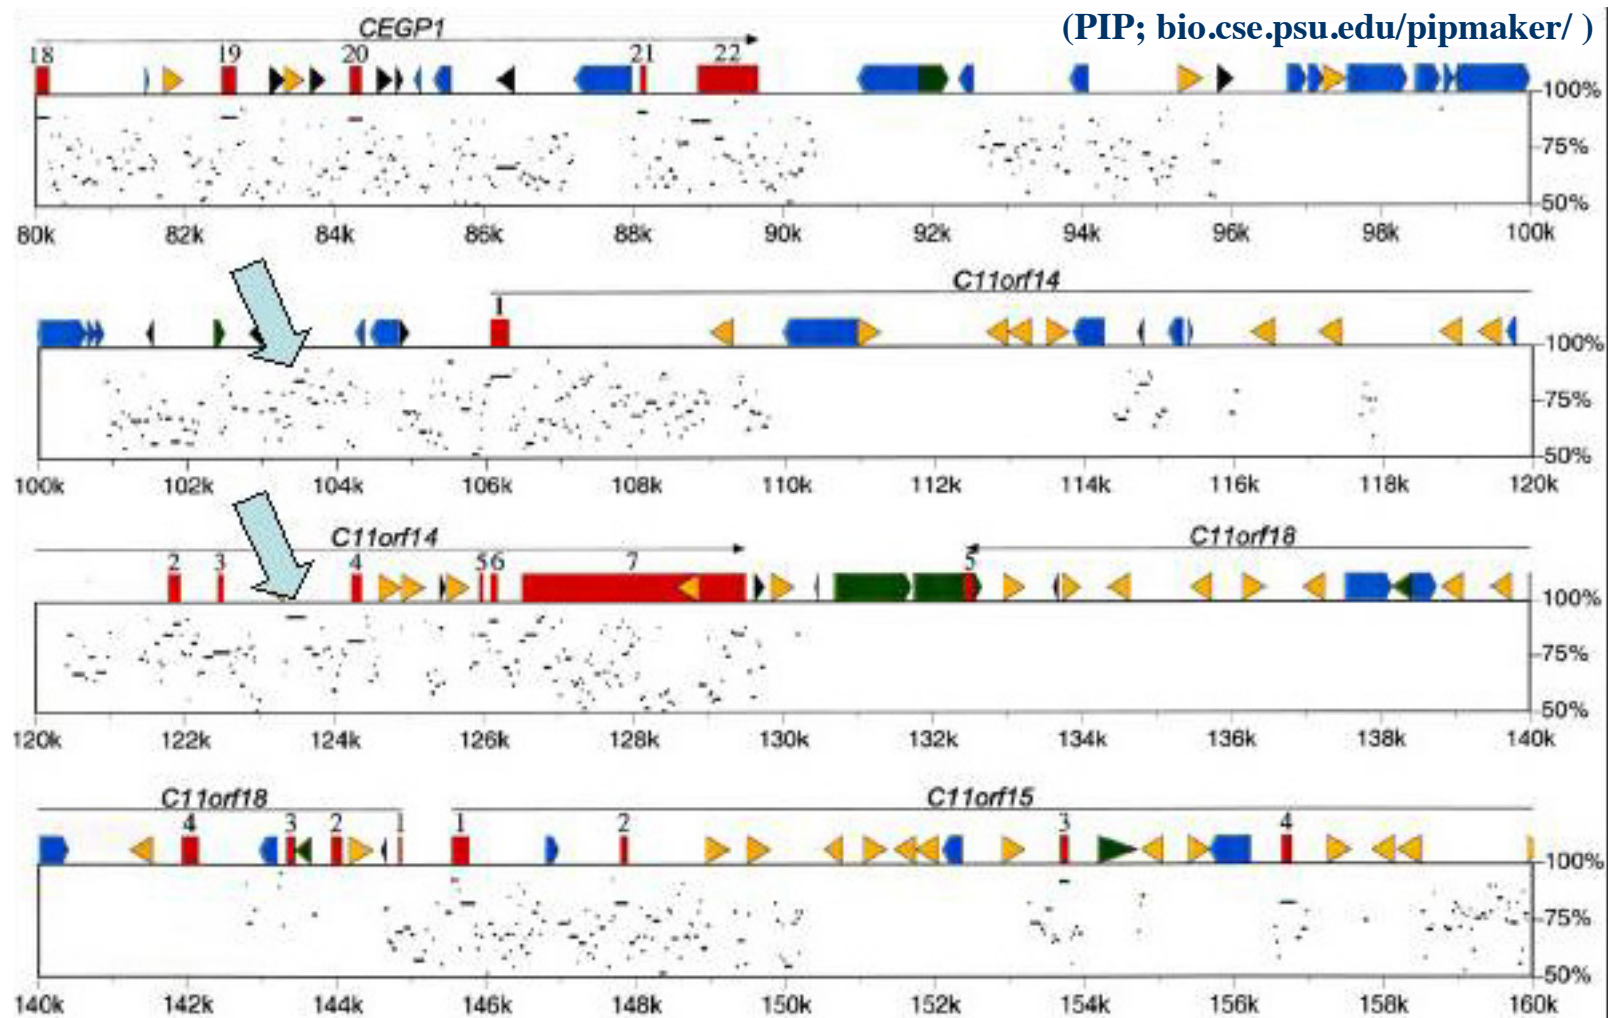 (PIP; bio.cse.psu.edu/pipmaker/ )
CEGP1
18 19 20 21 22
100%
75%
50%
80k 82k 84k 86k 88k 90k 92k 94k 96k 98k 100k
C11orf14
1
100%
75%
50%
100k 102k 104k 106k 108k 110k 112k 114k 116k 118k 120k
C11orf14 C11orf18
2 3 4 5 6 7 5
100%
75%
50%
120k 122k 124k 126k 128k 130k 132k 134k 136k 138k 140k
C11orf18 C11orf15
4 3 2 1 1 2 3 4
100%
75%
50%
140k 142k 144k 146k 148k 150k 152k 154k 156k 158k 160k